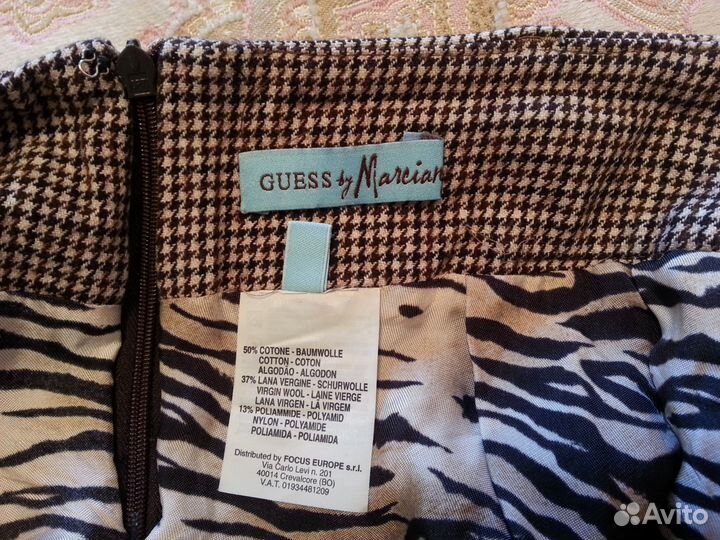 GUESS by Marcian
50% COTONE - BAUMWOLLE
COTTON - COTON
ALGODÃO - ALGODON
37% LANA VERGINE - SCHURWOLLE
VIRGIN WOOL - LAINE VIERGE
LANA VIRGEN - LÃ VIRGEM
13% POLIAMMIDE - POLYAMID
NYLON - POLYAMIDE
POLIAMIDA - POLIAMIDA
Distributed by FOCUS EUROPE s.r.l.
Via Carlo Levi n. 201
40014 Crevalcore (BO)
V.A.T. 01934481209
Avito